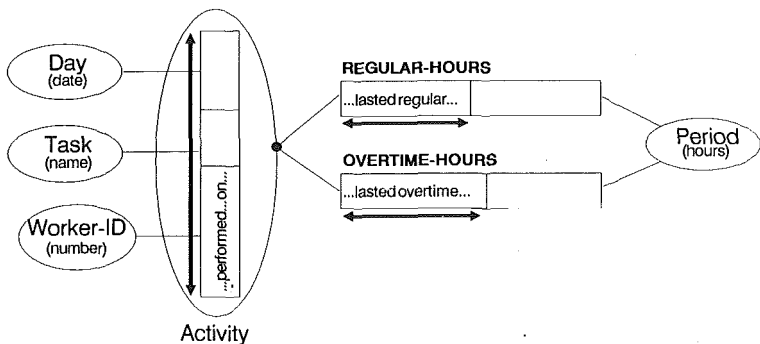 Day
(date)
Task
(name)
Worker-ID
(number)
...performed...on...
Activity
REGULAR-HOURS
...lasted regular...
OVERTIME-HOURS
...lasted overtime...
Period
(hours)